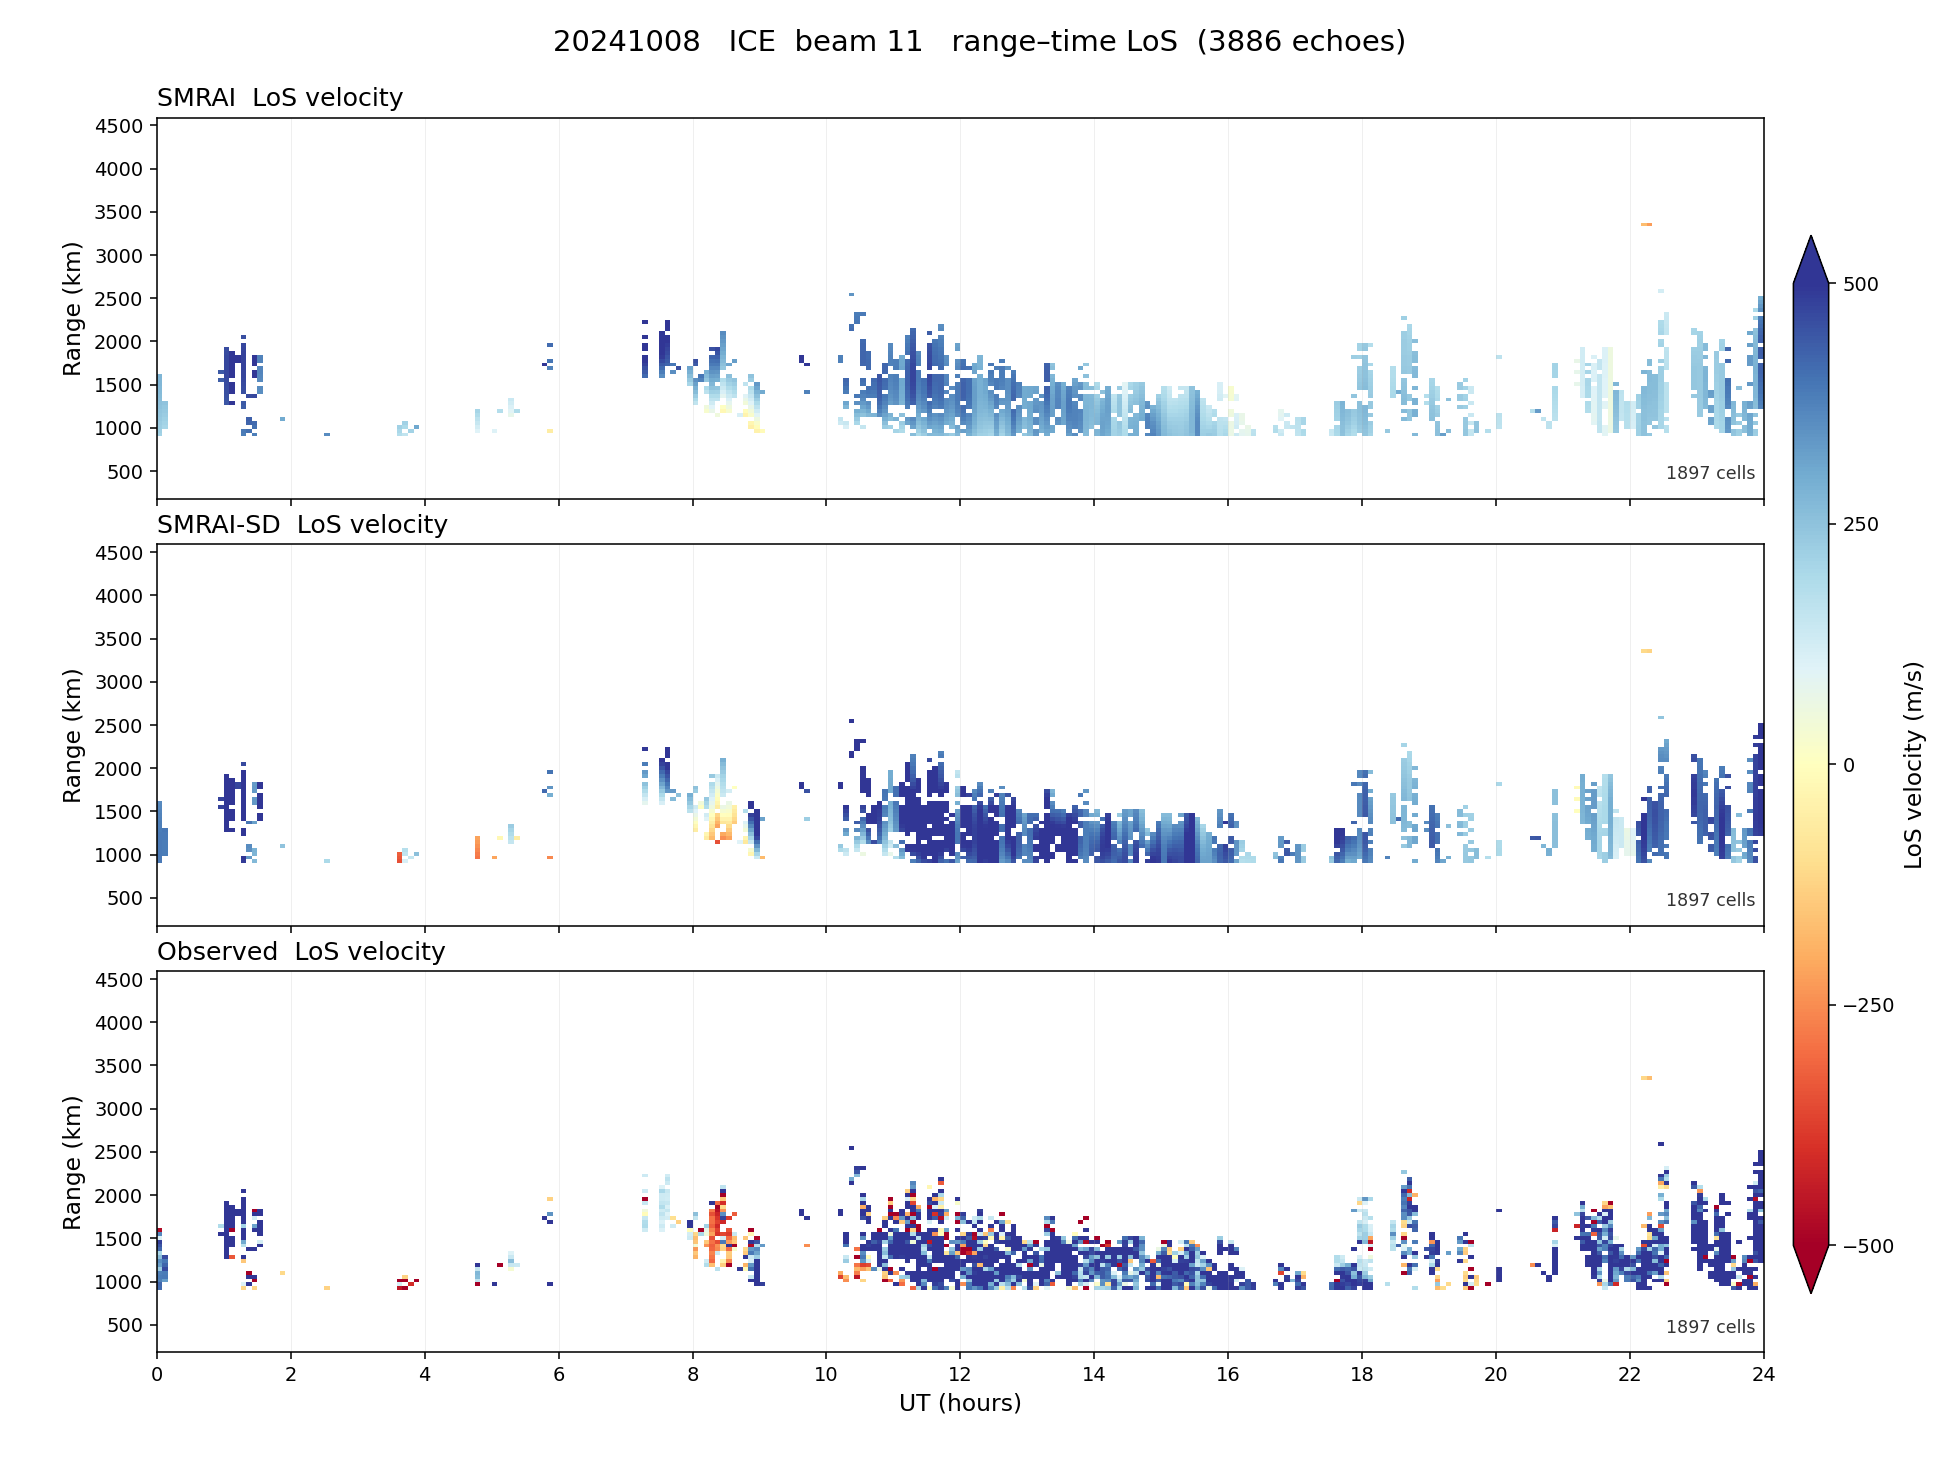 20241008   ICE  beam 11   range–time LoS  (3886 echoes)
SMRAI  LoS velocity
4500
4000
3500
3000
2500
2000
1500
1000
500
Range (km)
1897 cells
SMRAI-SD  LoS velocity
4500
4000
3500
3000
2500
2000
1500
1000
500
Range (km)
1897 cells
Observed  LoS velocity
4500
4000
3500
3000
2500
2000
1500
1000
500
Range (km)
1897 cells
0 2 4 6 8 10 12 14 16 18 20 22 24
UT (hours)
500
250
0
−250
−500
LoS velocity (m/s)